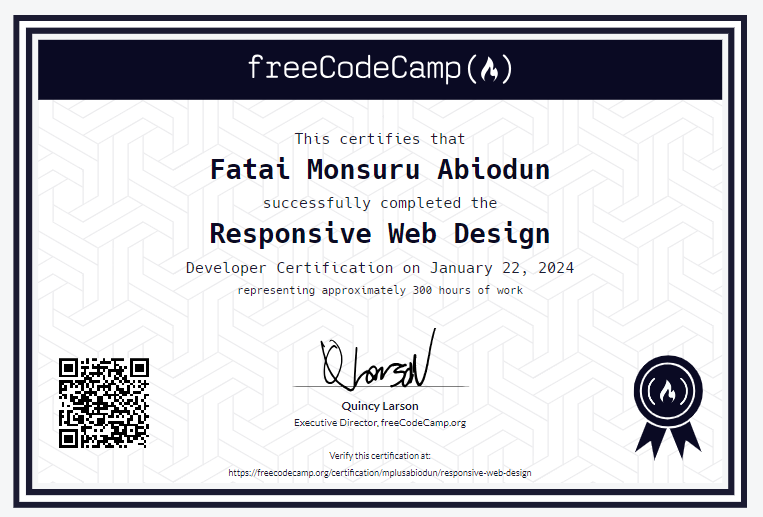 freeCodeCamp
This certifies that
Fatai Monsuru Abiodun
successfully completed the
Responsive Web Design
Developer Certification on January 22, 2024
representing approximately 300 hours of work
Q Larson
Quincy Larson
Executive Director, freeCodeCamp.org
Verify this certification at:
https://freecodecamp.org/certification/mplusabiodun/responsive-web-design